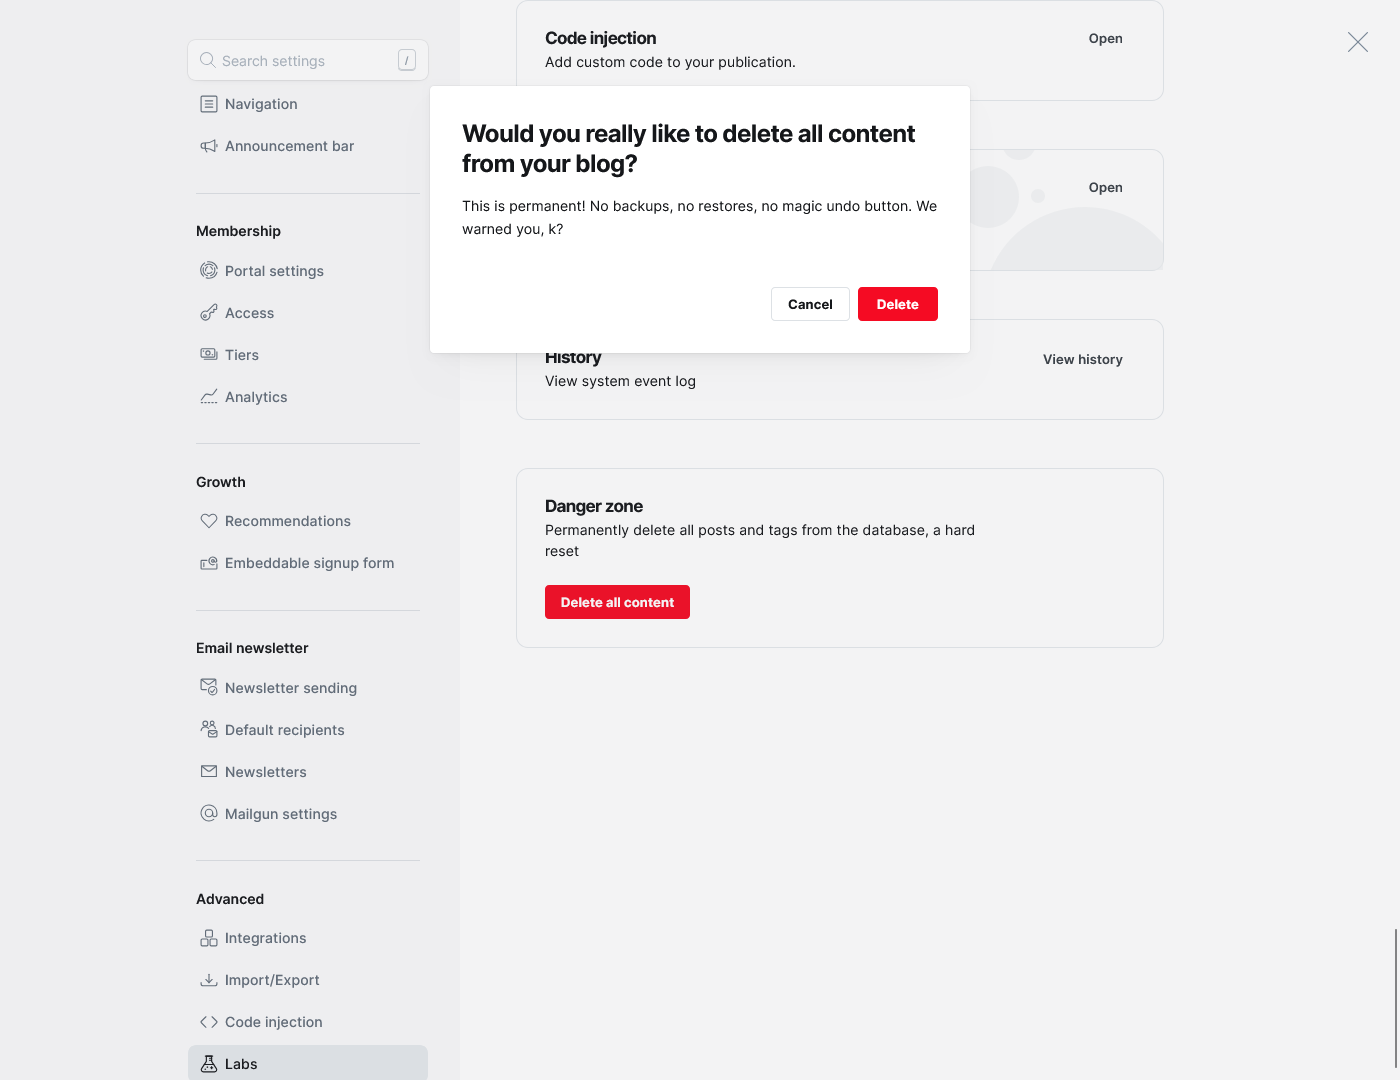 Search settings
/
Navigation
Announcement bar
Membership
Portal settings
Access
Tiers
Analytics
Growth
Recommendations
Embeddable signup form
Email newsletter
Newsletter sending
Default recipients
Newsletters
Mailgun settings
Advanced
Integrations
Import/Export
Code injection
Labs
Code injection
Add custom code to your publication.
Open
Open
Would you really like to delete all content
from your blog?
This is permanent! No backups, no restores, no magic undo button. We
warned you, k?
Cancel
Delete
History
View system event log
View history
Danger zone
Permanently delete all posts and tags from the database, a hard
reset
Delete all content